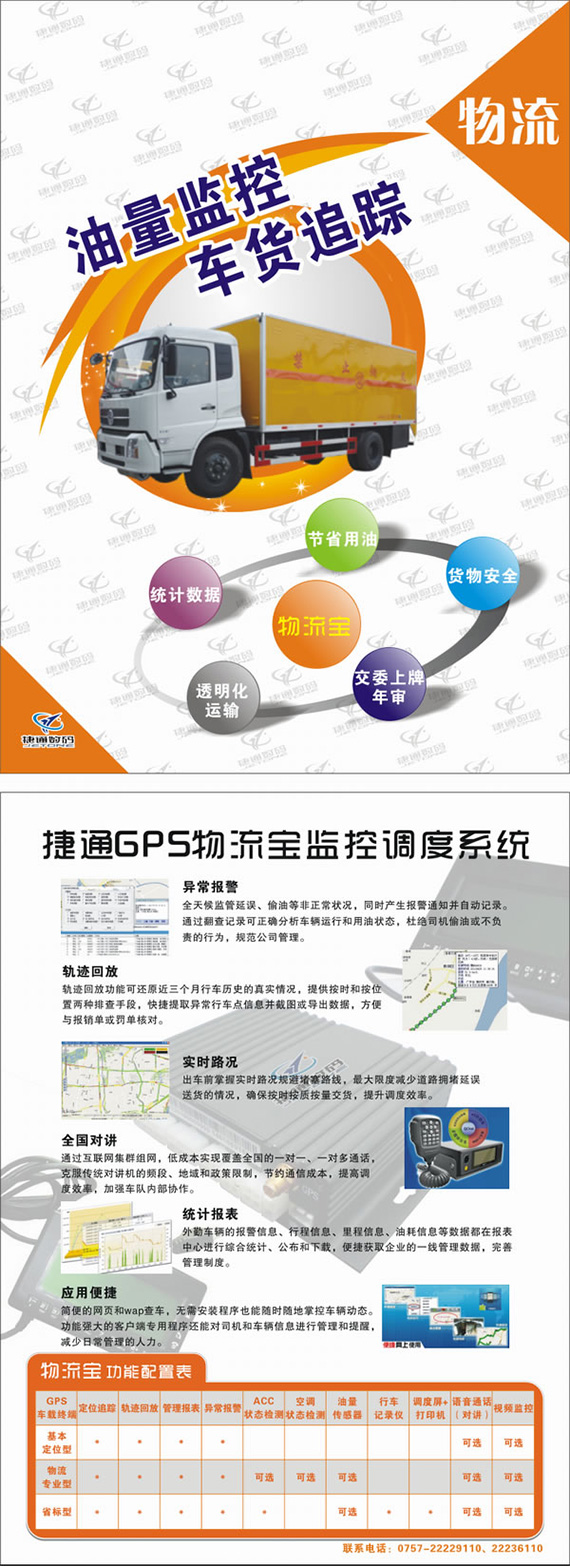 物流
油量监控
车货追踪
节省用油
货物安全
统计数据
物流宝
交委上牌
年审
透明化
运输
捷通数码
JETONE
捷通GPS物流宝监控调度系统
异常报警
全天候监管延误、偷油等非正常状况，同时产生报警通知并自动记录。
通过翻查记录可正确分析车辆运行和用油状态，杜绝司机偷油或不负
责的行为，规范公司管理。
轨迹回放
轨迹回放功能可还原近三个月行车历史的真实情况，提供按时和按位
置两种排查手段，快捷提取异常行车点信息并截图或导出数据，方便
与报销单或罚单核对。
实时路况
出车前掌握实时路况规避堵塞路线，最大限度减少道路拥堵延误
送货的情况，确保按时按质按量交货，提升调度效率。
全国对讲
通过互联网集群组网，低成本实现覆盖全国的一对一、一对多通话，
克服传统对讲机的频段、地域和政策限制，节约通信成本，提高调
度效率，加强车队内部协作。
统计报表
外勤车辆的报警信息、行程信息、里程信息、油耗信息等数据都在报表
中心进行综合统计、公布和下载，便捷获取企业的一线管理数据，完善
管理制度。
应用便捷
简便的网页和wap查车，无需安装程序也能随时随地掌控车辆动态。
功能强大的客户端专用程序还能对司机和车辆信息进行管理和提醒，
减少日常管理的人力。
便捷网上使用
物流宝 功能配置表
GPS 车载终端 定位追踪 轨迹回放 管理报表 异常报警 ACC 状态检测 空调 状态检测 油量 传感器 行车 记录仪 调度屏+ 打印机 语音通话 （对讲） 视频监控
基本 定位型 * * * * 可选 可选
物流 专业型 * * * * 可选 可选 可选 可选 可选
省标型 * * * * * * 可选 * * 可选 可选
联系电话：0757-22229110、22236110